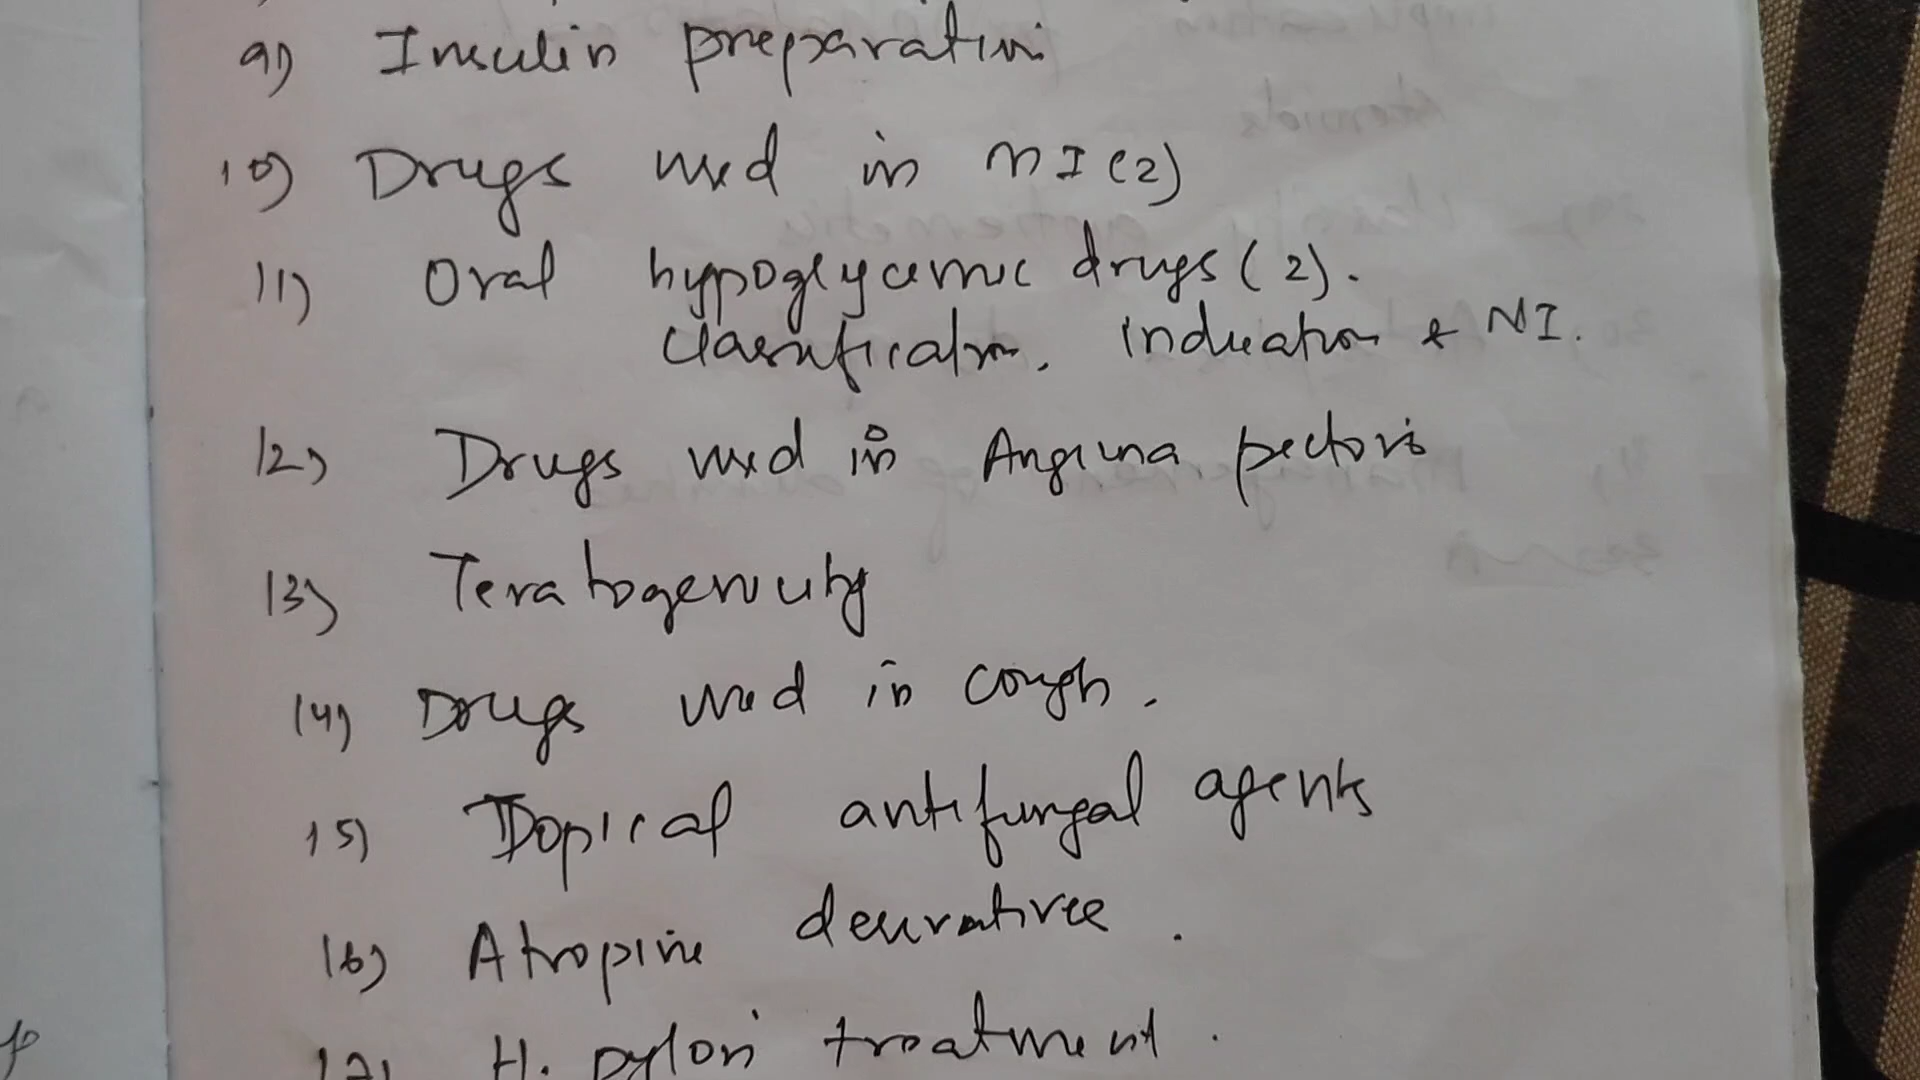 9) Insulin preparation
10) Drugs used in MI (2)
11) Oral hypoglycemic drugs (2).
classification. Indication & MI.
12) Drugs used in Angina pectoris
13) Teratogenicity
14) Drugs used in cough.
15) Topical antifungal agents
16) Atropine derivative.
17) H. pylori treatment.